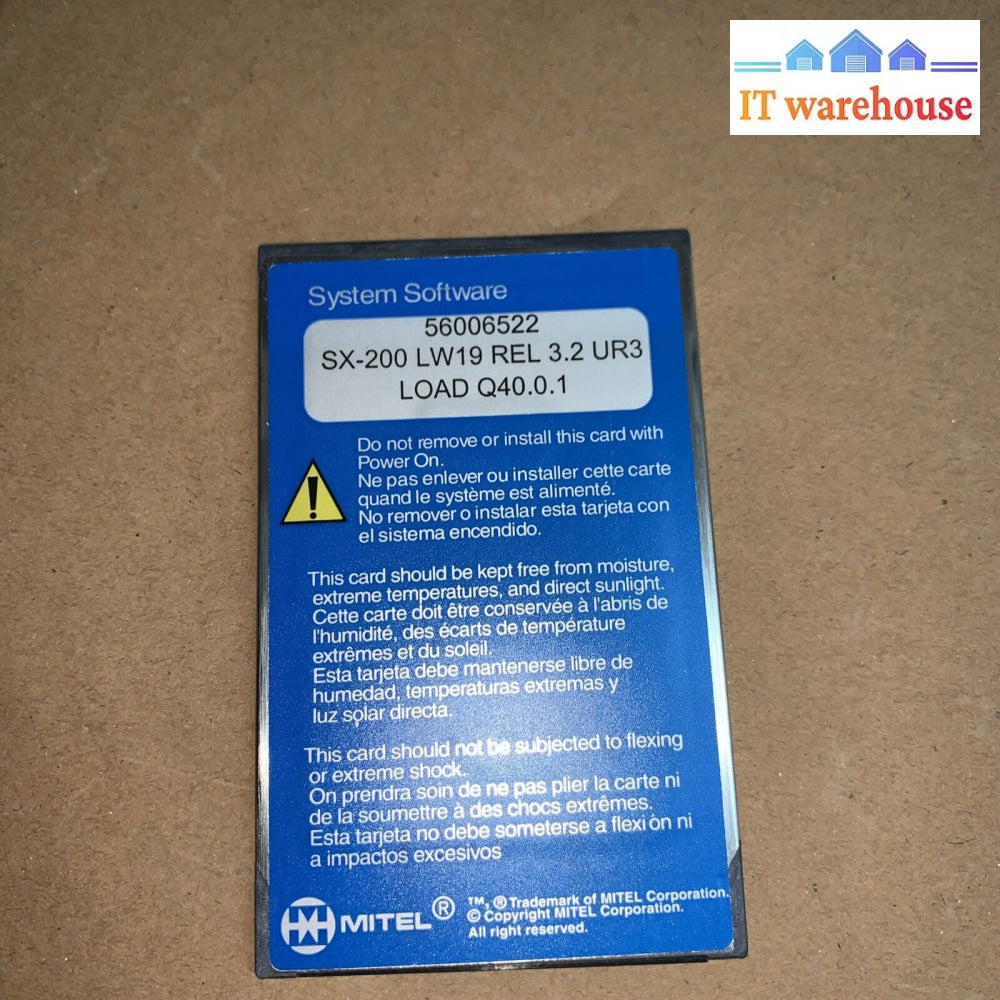 IT warehouse
System Software
56006522
SX-200 LW19 REL 3.2 UR3
LOAD Q40.0.1
Do not remove or install this card with
Power On.
Ne pas enlever ou installer cette carte
quand le système est alimenté.
No remover o instalar esta tarjeta con
el sistema encendido.
This card should be kept free from moisture,
extreme temperatures, and direct sunlight.
Cette carte doit être conservée à l'abris de
l'humidité, des écarts de température
extrêmes et du soleil.
Esta tarjeta debe mantenerse libre de
humedad, temperaturas extremas y
luz solar directa.
This card should not be subjected to flexing
or extreme shock.
On prendra soin de ne pas plier la carte ni
de la soumettre à des chocs extrêmes.
Esta tarjeta no debe someterse a flexión ni
a impactos excesivos
MITEL®
™, ® Trademark of MITEL Corporation.
© Copyright MITEL Corporation.
All right reserved.